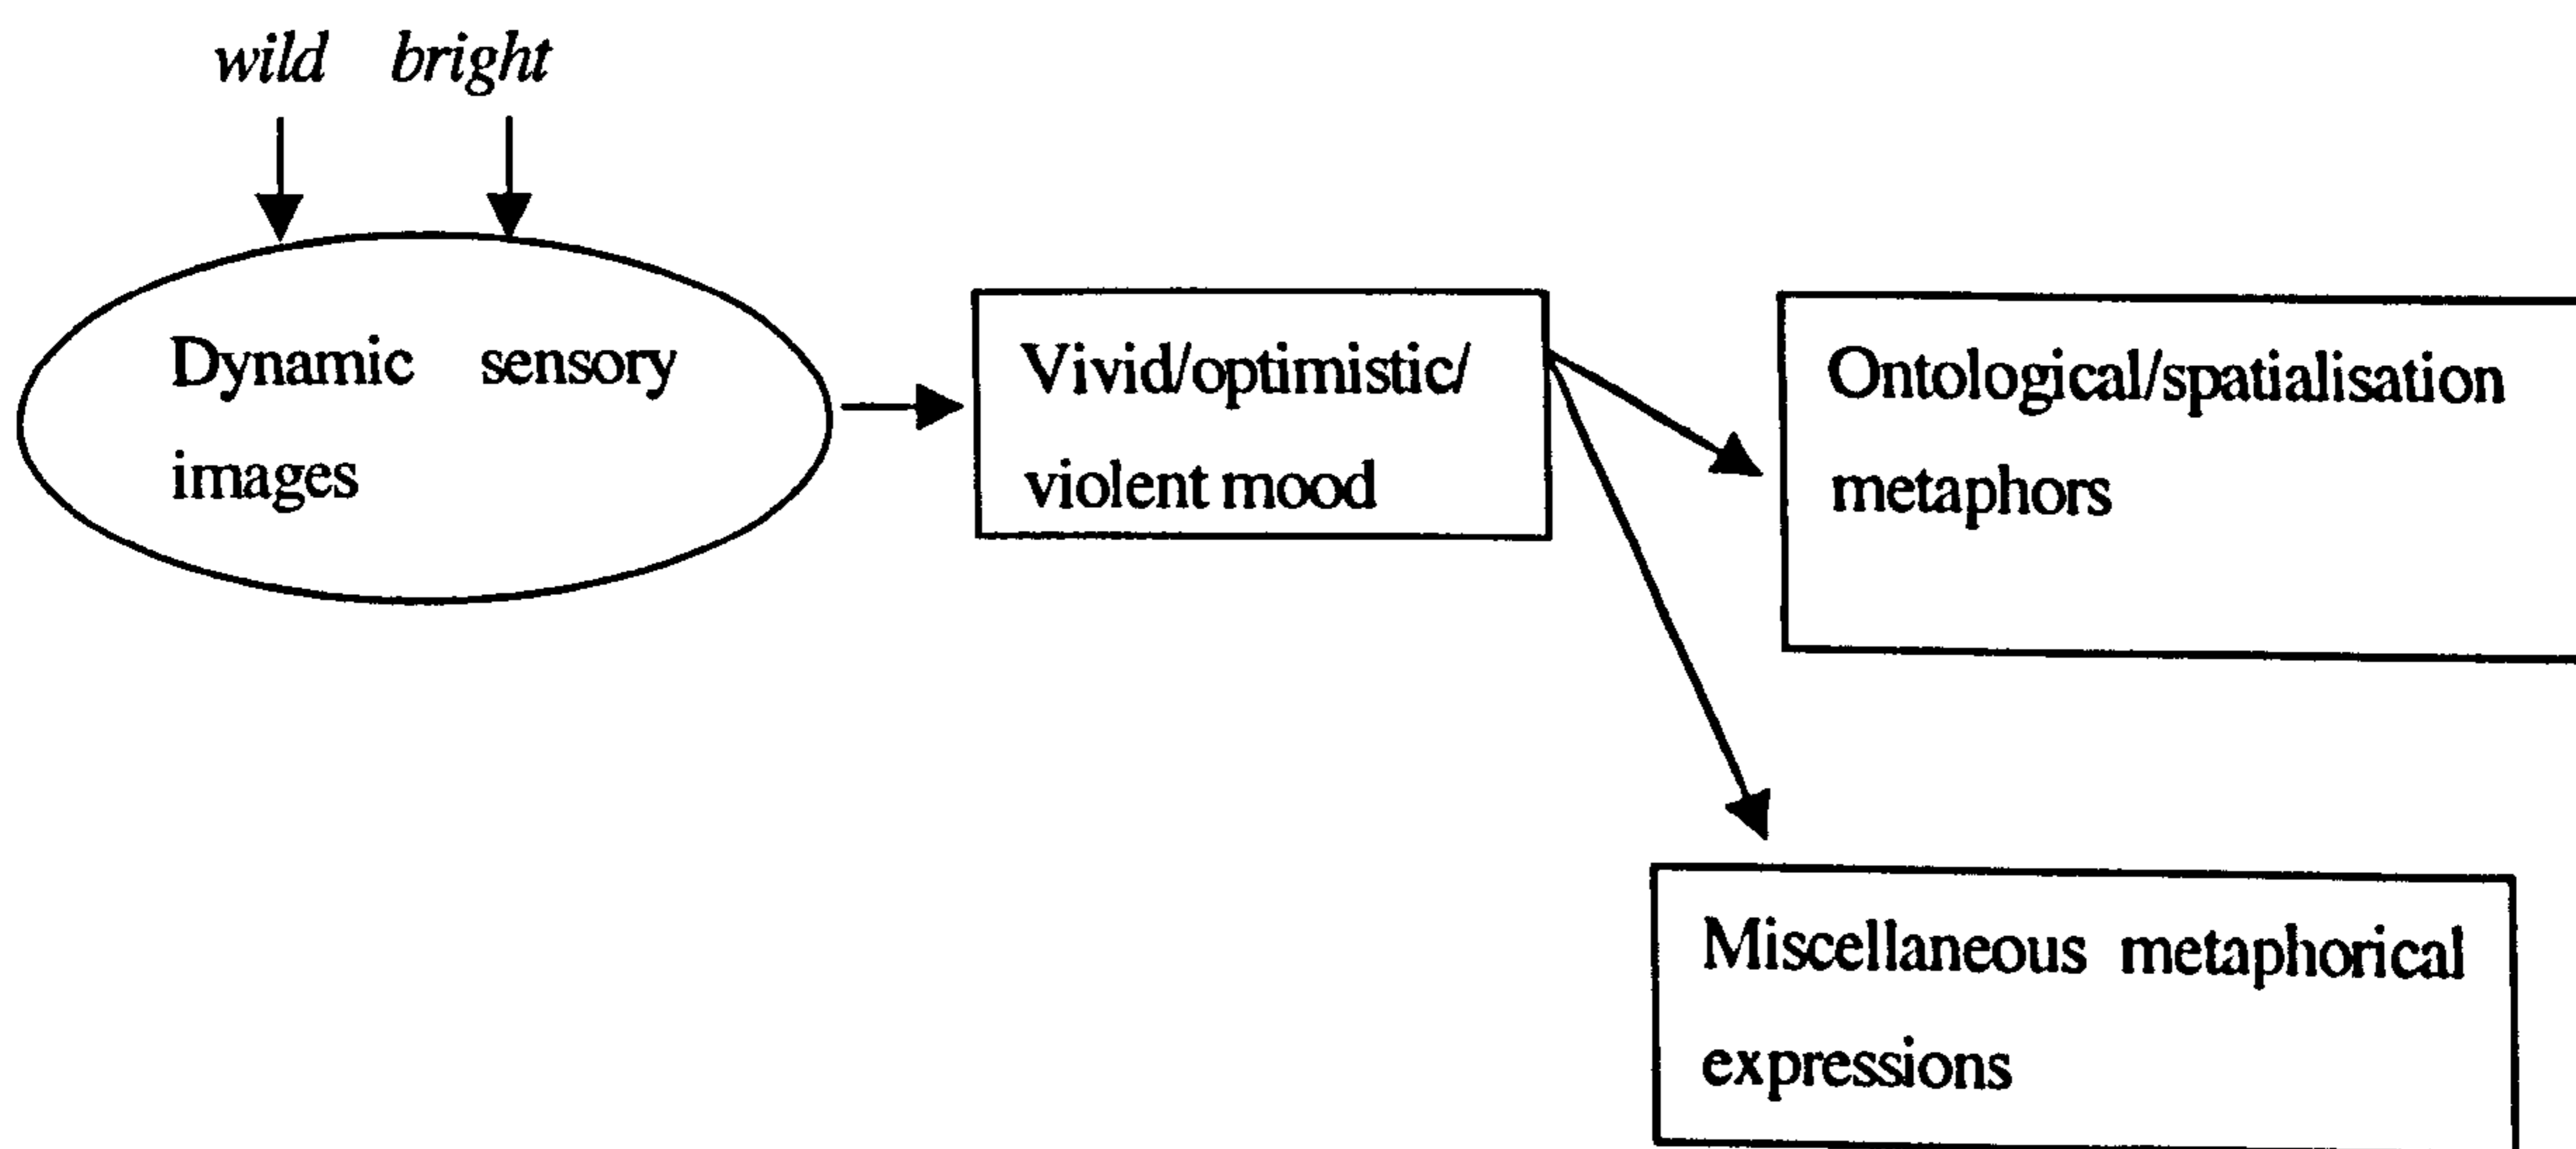 wild bright
Dynamic sensory
images
Vivid/optimistic/
violent mood
Ontological/spatialisation
metaphors
Miscellaneous metaphorical
expressions